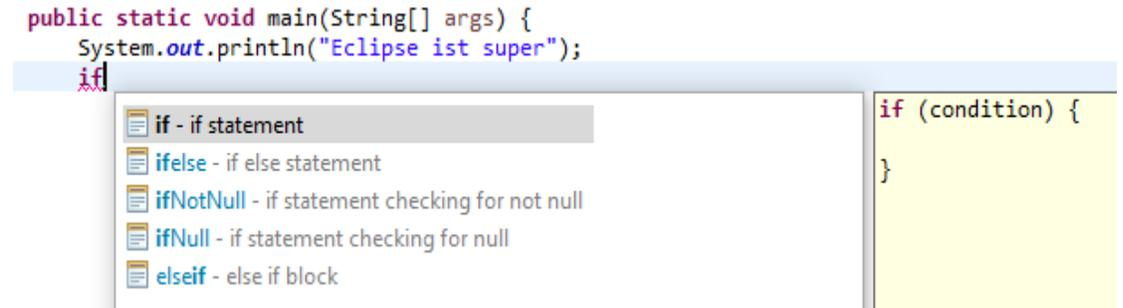 public static void main(String[] args) {
System.out.println("Eclipse ist super");
if
if - if statement
ifelse - if else statement
ifNotNull - if statement checking for not null
ifNull - if statement checking for null
elseif - else if block
if (condition) {
}